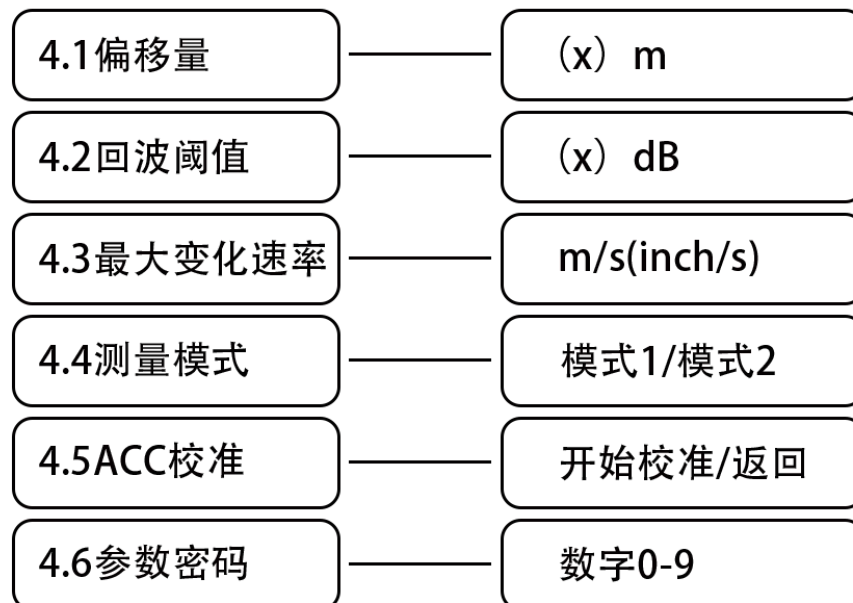 4.1偏移量 （x）m
4.2回波阈值 （x）dB
4.3最大变化速率 m/s(inch/s)
4.4测量模式 模式1/模式2
4.5ACC校准 开始校准/返回
4.6参数密码 数字0-9